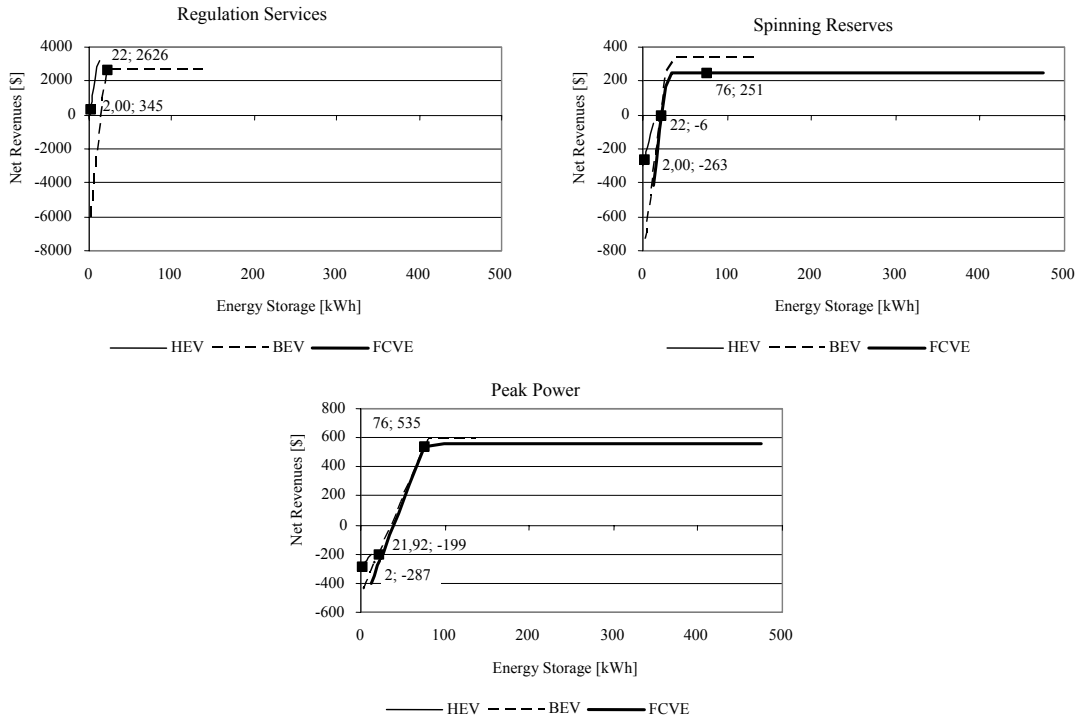 Regulation Services
Net Revenues [$]
4000
2000
0
-2000
-4000
-6000
-8000
22; 2626
2,00; 345
0 100 200 300 400 500
Energy Storage [kWh]
HEV BEV FCVE
Spinning Reserves
Net Revenues [$]
400
200
0
-200
-400
-600
-800
76; 251
22; -6
2,00; -263
0 100 200 300 400 500
Energy Storage [kWh]
HEV BEV FCVE
Peak Power
Net Revenues [$]
800
600
400
200
0
-200
-400
-600
76; 535
21,92; -199
2; -287
0 100 200 300 400 500
Energy Storage [kWh]
HEV BEV FCVE